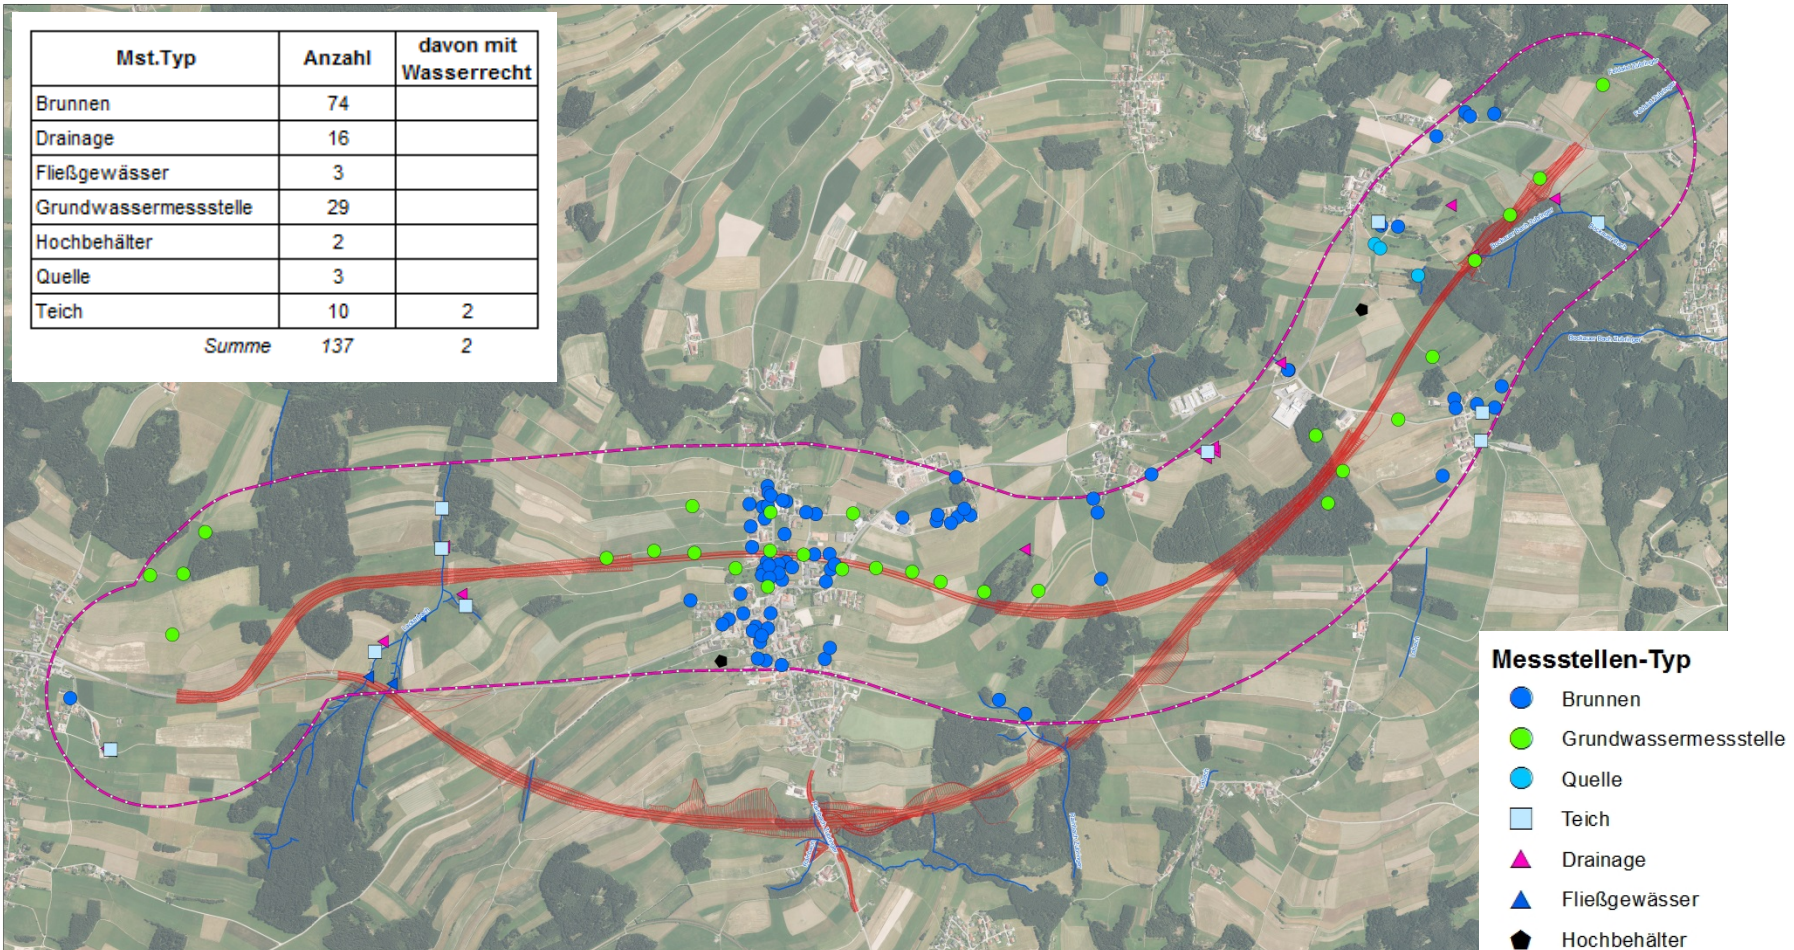 Mst.Typ Anzahl davon mit Wasserrecht
Brunnen 74
Drainage 16
Fließgewässer 3
Grundwassermessstelle 29
Hochbehälter 2
Quelle 3
Teich 10 2
Summe 137 2
Messstellen-Typ
Brunnen
Grundwassermessstelle
Quelle
Teich
Drainage
Fließgewässer
Hochbehälter